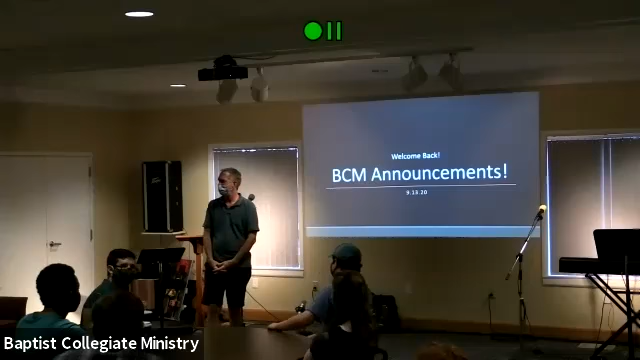 Welcome Back!
BCM Announcements!
9.13.20
Baptist Collegiate Ministry